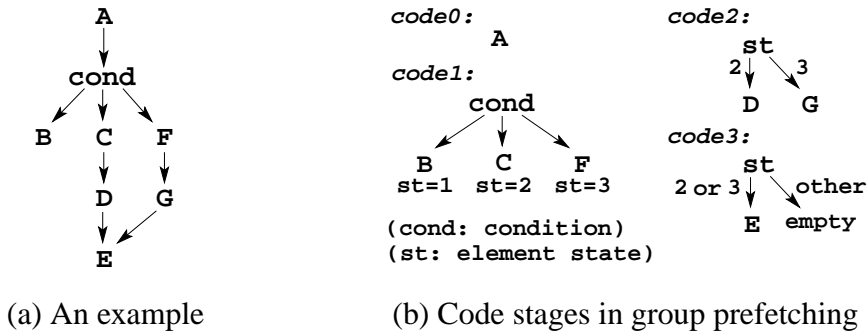 A
cond
B C F
D G
E
(a) An example
code0:
A
code1:
cond
B C F
st=1 st=2 st=3
(cond: condition)
(st: element state)
code2:
st
2 3
D G
code3:
st
2 or 3 other
E empty
(b) Code stages in group prefetching